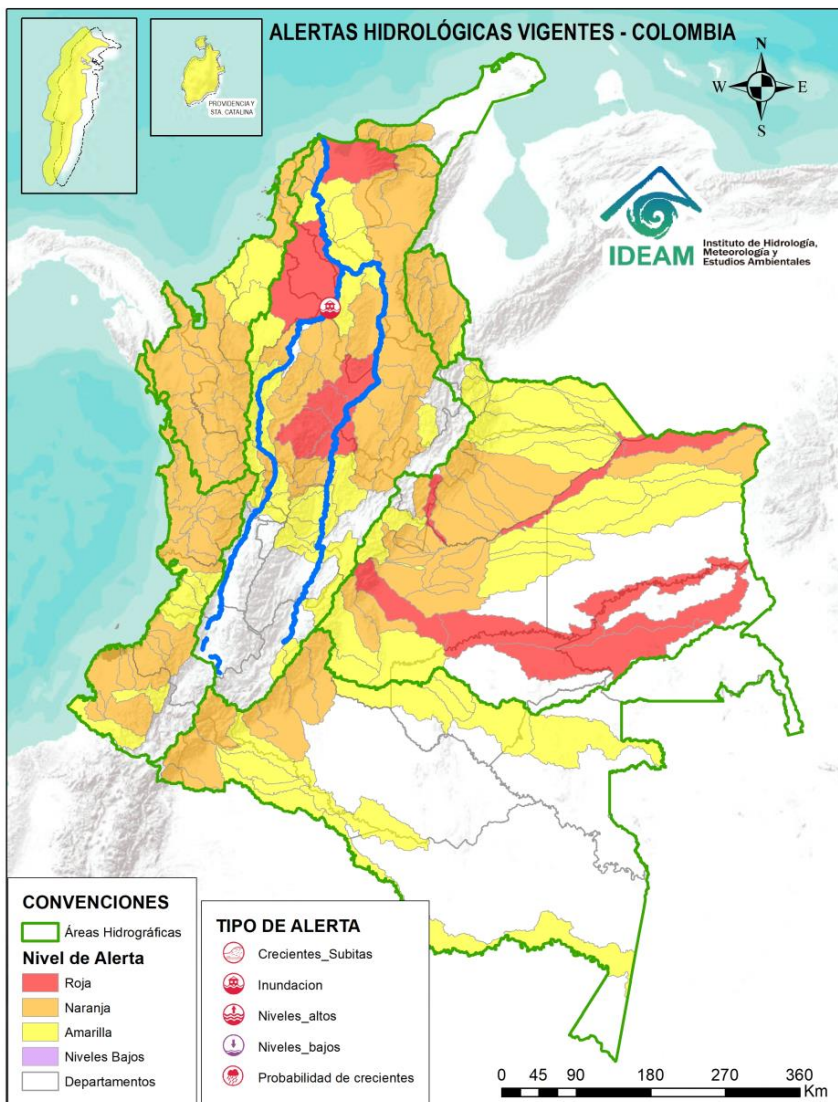 ALERTAS HIDROLÓGICAS VIGENTES - COLOMBIA
PROVIDENCIA Y
STA. CATALINA
N
W
E
S
IDEAM
Instituto de Hidrología,
Meteorología y
Estudios Ambientales
CONVENCIONES
Áreas Hidrográficas
Nivel de Alerta
Roja
Naranja
Amarilla
Niveles Bajos
Departamentos
TIPO DE ALERTA
Crecientes_Subitas
Inundacion
Niveles_altos
Niveles_bajos
Probabilidad de crecientes
0 45 90 180 270 360
Km